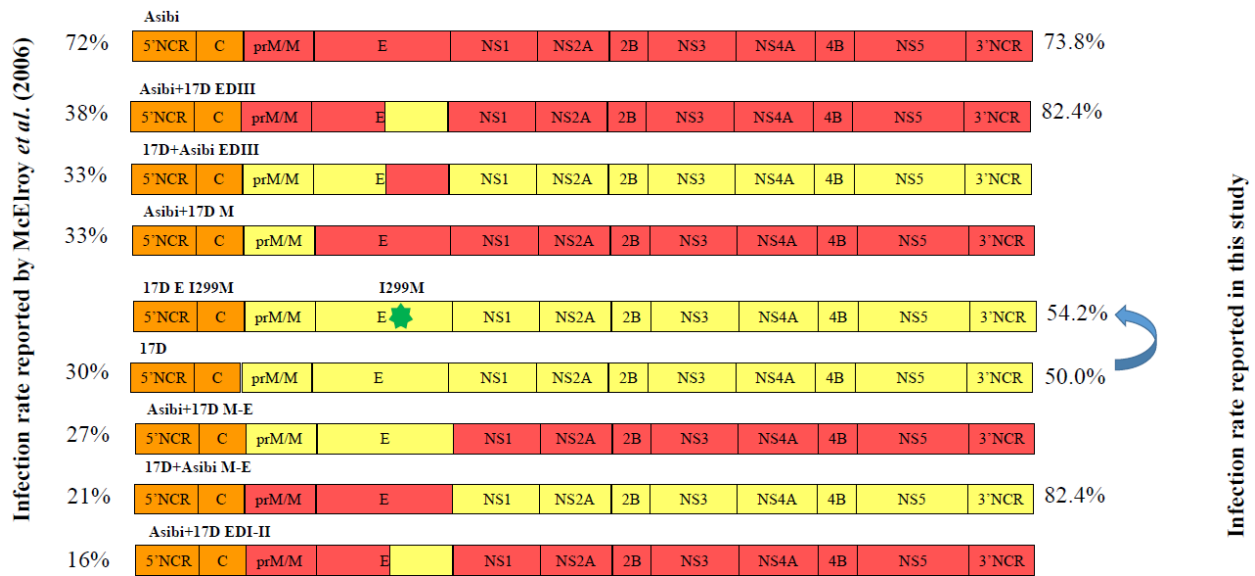 Infection rate reported by McElroy et al. (2006)
Asibi
72% 5'NCR C prM/M E NS1 NS2A 2B NS3 NS4A 4B NS5 3'NCR 73.8%
Asibi+17D EDIII
38% 5'NCR C prM/M E NS1 NS2A 2B NS3 NS4A 4B NS5 3'NCR 82.4%
17D+Asibi EDIII
33% 5'NCR C prM/M E NS1 NS2A 2B NS3 NS4A 4B NS5 3'NCR
Asibi+17D M
33% 5'NCR C prM/M E NS1 NS2A 2B NS3 NS4A 4B NS5 3'NCR
17D E I299M I299M
5'NCR C prM/M E NS1 NS2A 2B NS3 NS4A 4B NS5 3'NCR 54.2%
17D
30% 5'NCR C prM/M E NS1 NS2A 2B NS3 NS4A 4B NS5 3'NCR 50.0%
Asibi+17D M-E
27% 5'NCR C prM/M E NS1 NS2A 2B NS3 NS4A 4B NS5 3'NCR
17D+Asibi M-E
21% 5'NCR C prM/M E NS1 NS2A 2B NS3 NS4A 4B NS5 3'NCR 82.4%
Asibi+17D EDI-II
16% 5'NCR C prM/M E NS1 NS2A 2B NS3 NS4A 4B NS5 3'NCR
Infection rate reported in this study